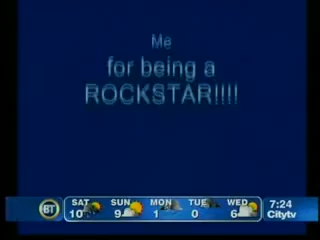 Me
for being a
ROCKSTAR!!!!
BT
SAT SUN MON TUE WED
10 9 1 0 6
7:24
Citytv